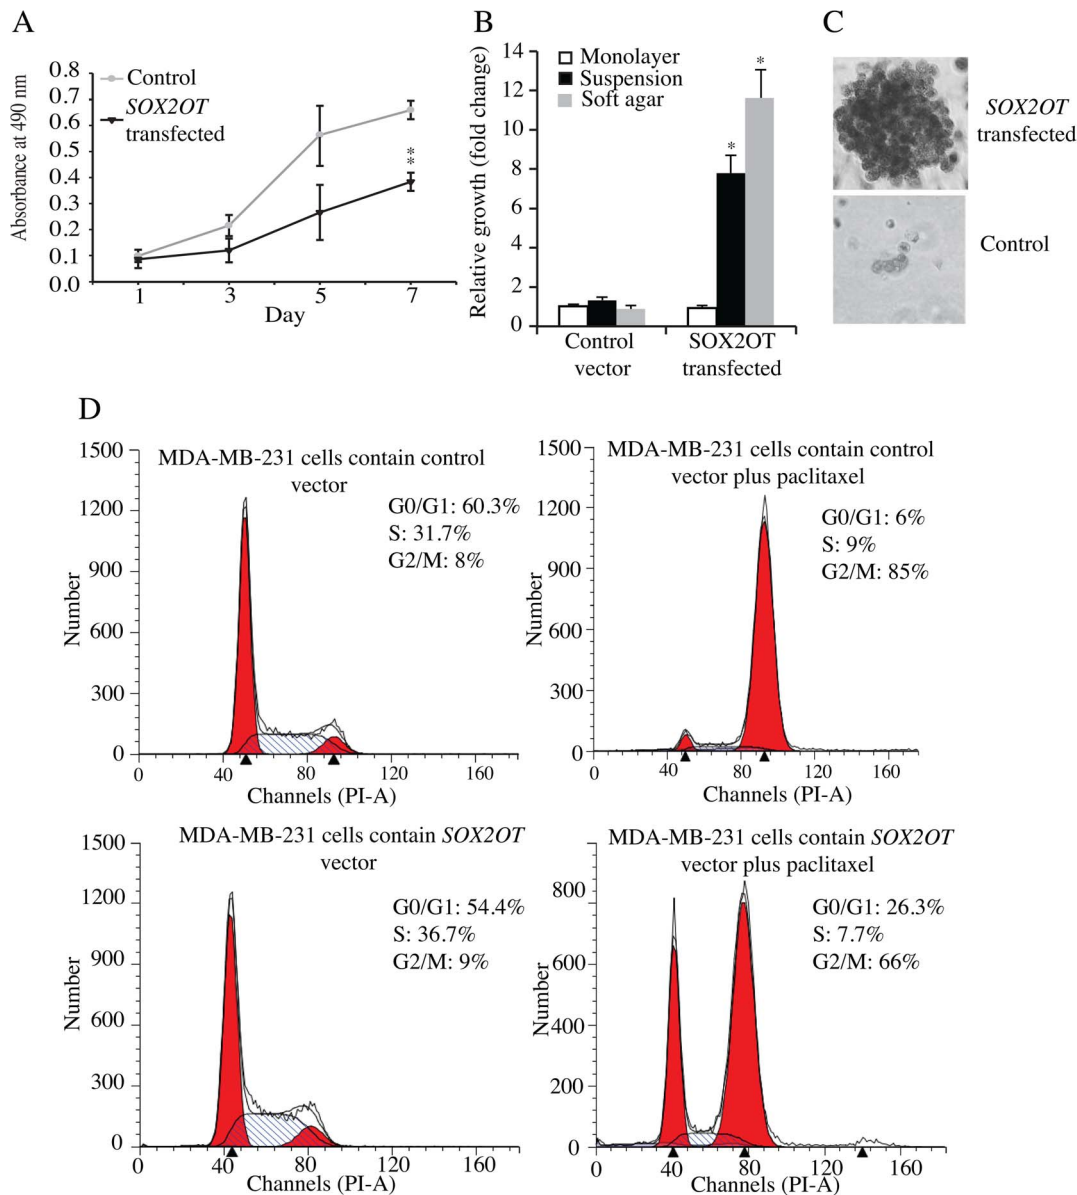 A
Absorbance at 490 nm
0.8
0.7
0.6
0.5
0.4
0.3
0.2
0.1
0.0
Control
SOX2OT
transfected
**
1 3 5 7
Day
B
Relative growth (fold change)
14
12
10
8
6
4
2
0
Monolayer
Suspension
Soft agar
*
*
Control
vector
SOX2OT
transfected
C
SOX2OT
transfected
Control
D
1500
1200
900
600
300
0
Number
MDA-MB-231 cells contain control
vector
G0/G1: 60.3%
S: 31.7%
G2/M: 8%
0 40 80 120 160
Channels (PI-A)
1500
1200
900
600
300
0
Number
MDA-MB-231 cells contain control
vector plus paclitaxel
G0/G1: 6%
S: 9%
G2/M: 85%
0 40 80 120 160
Channels (PI-A)
1500
1200
900
600
300
0
Number
MDA-MB-231 cells contain SOX2OT
vector
G0/G1: 54.4%
S: 36.7%
G2/M: 9%
0 40 80 120 160
Channels (PI-A)
800
600
400
200
0
Number
MDA-MB-231 cells contain SOX2OT
vector plus paclitaxel
G0/G1: 26.3%
S: 7.7%
G2/M: 66%
0 40 80 120 160
Channels (PI-A)